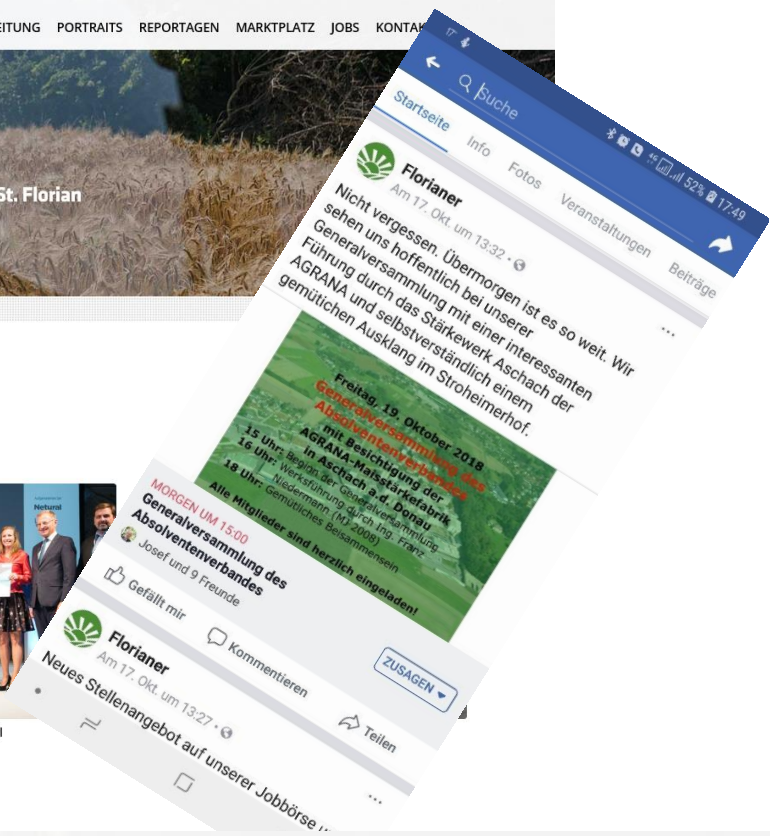 EITUNG PORTRAITS REPORTAGEN MARKTPLATZ JOBS KONTAK
St. Florian
Netural
17°
52% 17:49
Suche
Startseite Info Fotos Veranstaltungen Beiträge
Florianer
Am 17. Okt. um 13:32 •
Nicht vergessen. Übermorgen ist es so weit. Wir
sehen uns hoffentlich bei unserer
Generalversammlung mit einer interessanten
Führung durch das Stärkewerk Aschach der
AGRANA und selbstverständlich einem
gemütichen Ausklang im Stroheimerhof.
Freitag, 19. Oktober 2018
Generalversammlung des
Absolventenverbandes
mit Besichtigung der
AGRANA-Maisstärkefabrik
in Aschach a.d. Donau
15 Uhr: Beginn der Generalversammlung
16 Uhr: Werksführung durch Ing. Franz
Niedermann (MJ 2008)
18 Uhr: Gemütliches Beisammensein
Alle Mitglieder sind herzlich eingeladen!
MORGEN UM 15:00
Generalversammlung des
Absolventenverbandes
Josef und 9 Freunde
ZUSAGEN
Gefällt mir Kommentieren Teilen
Florianer
Am 17. Okt. um 13:27 •
Neues Stellenangebot auf unserer Jobbörse